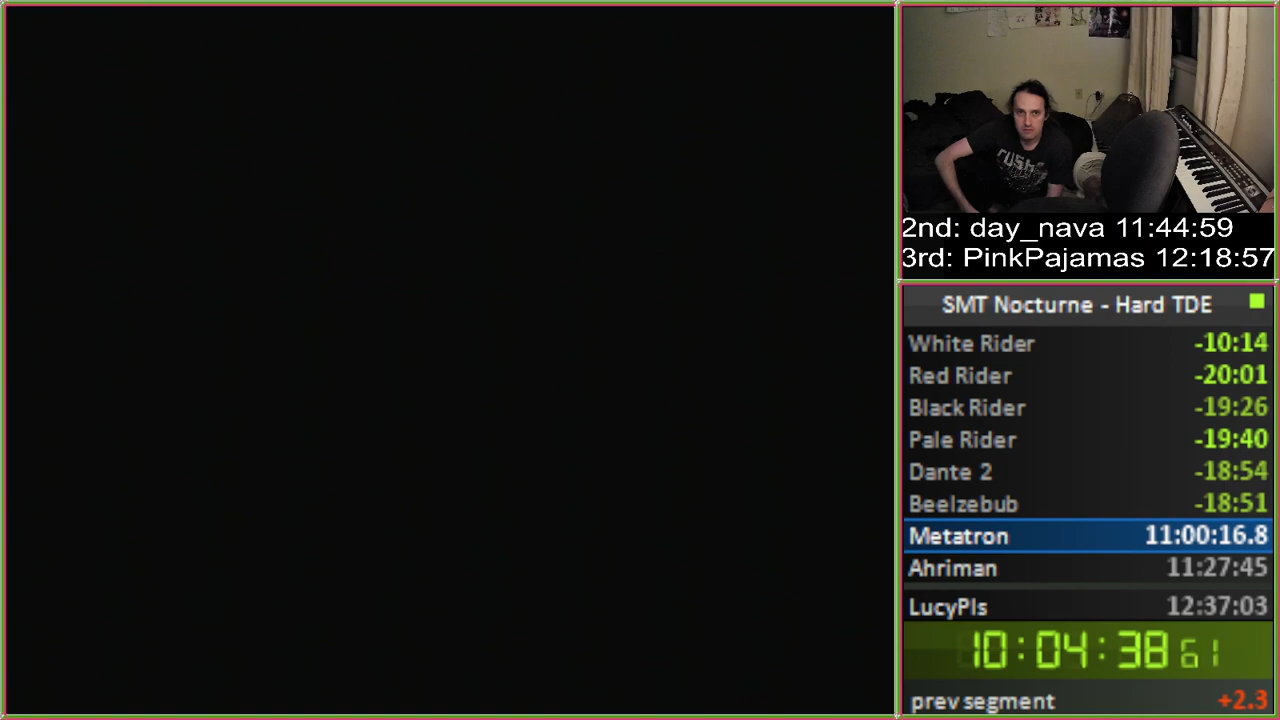 RUSH
2nd: day_nava 11:44:59
3rd: PinkPajamas 12:18:57
SMT Nocturne - Hard TDE
White Rider -10:14
Red Rider -20:01
Black Rider -19:26
Pale Rider -19:40
Dante 2 -18:54
Beelzebub -18:51
Metatron 11:00:16.8
Ahriman 11:27:45
LucyPls 12:37:03
10:04:38 61
prev segment +2.3